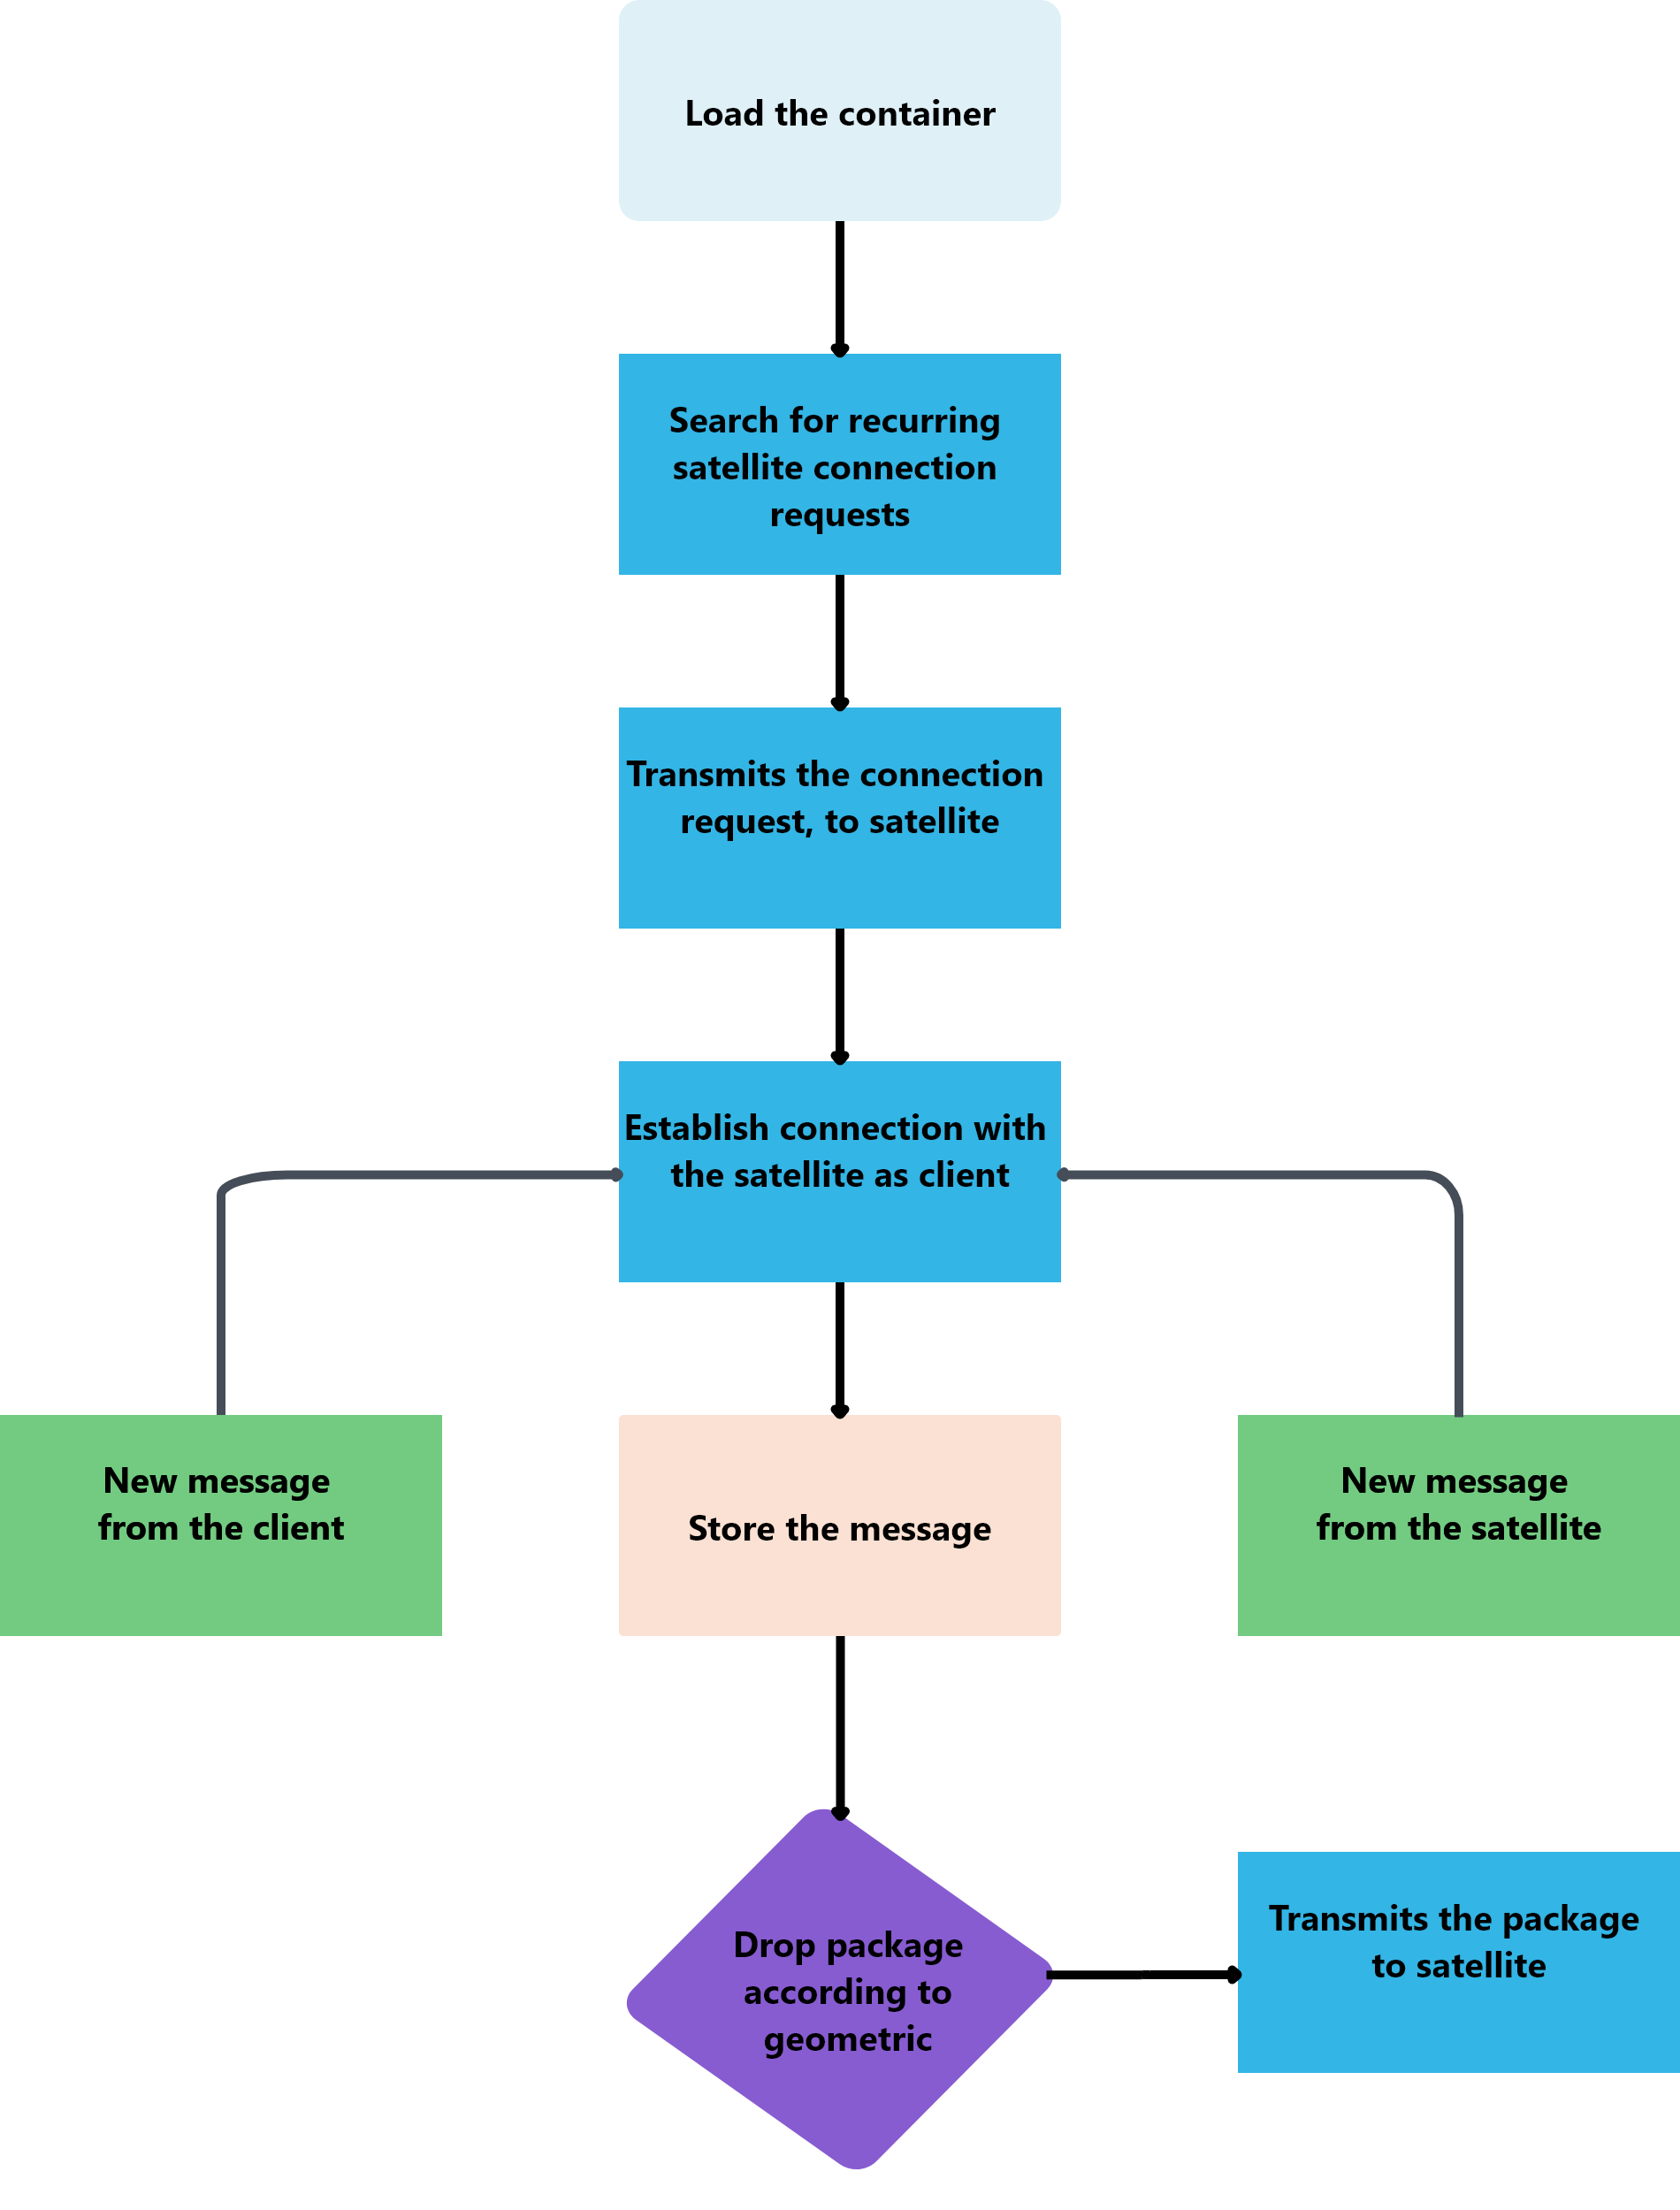 Load the container
Search for recurring
satellite connection
requests
Transmits the connection
request, to satellite
Establish connection with
the satellite as client
New message
from the client
Store the message
New message
from the satellite
Drop package
according to
geometric
Transmits the package
to satellite